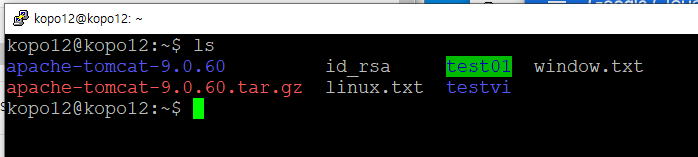 kopo12@kopo12: ~
kopo12@kopo12:~$ ls
apache-tomcat-9.0.60 id_rsa test01 window.txt
apache-tomcat-9.0.60.tar.gz linux.txt testvi
kopo12@kopo12:~$